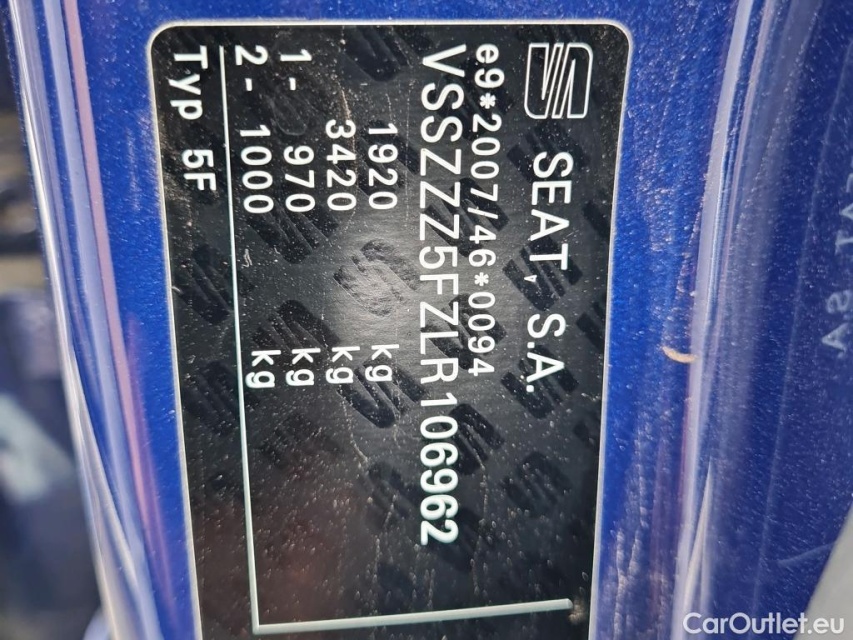 SEAT, S.A.
e9*2007/46*0094
VSSZZZ5FZLR106962
1920 kg
3420 kg
1- 970 kg
2- 1000 kg
Typ 5F
CarOutlet.eu